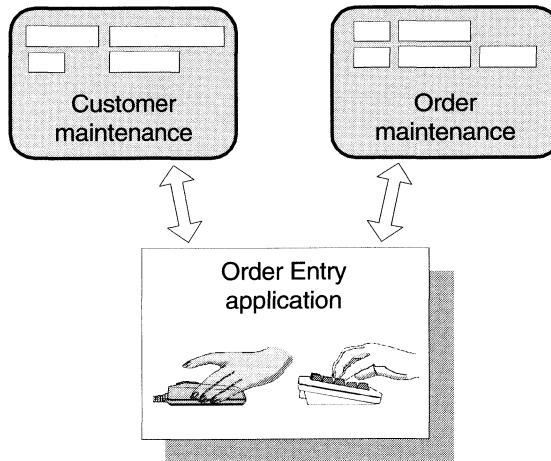 Customer
maintenance
Order
maintenance
Order Entry
application